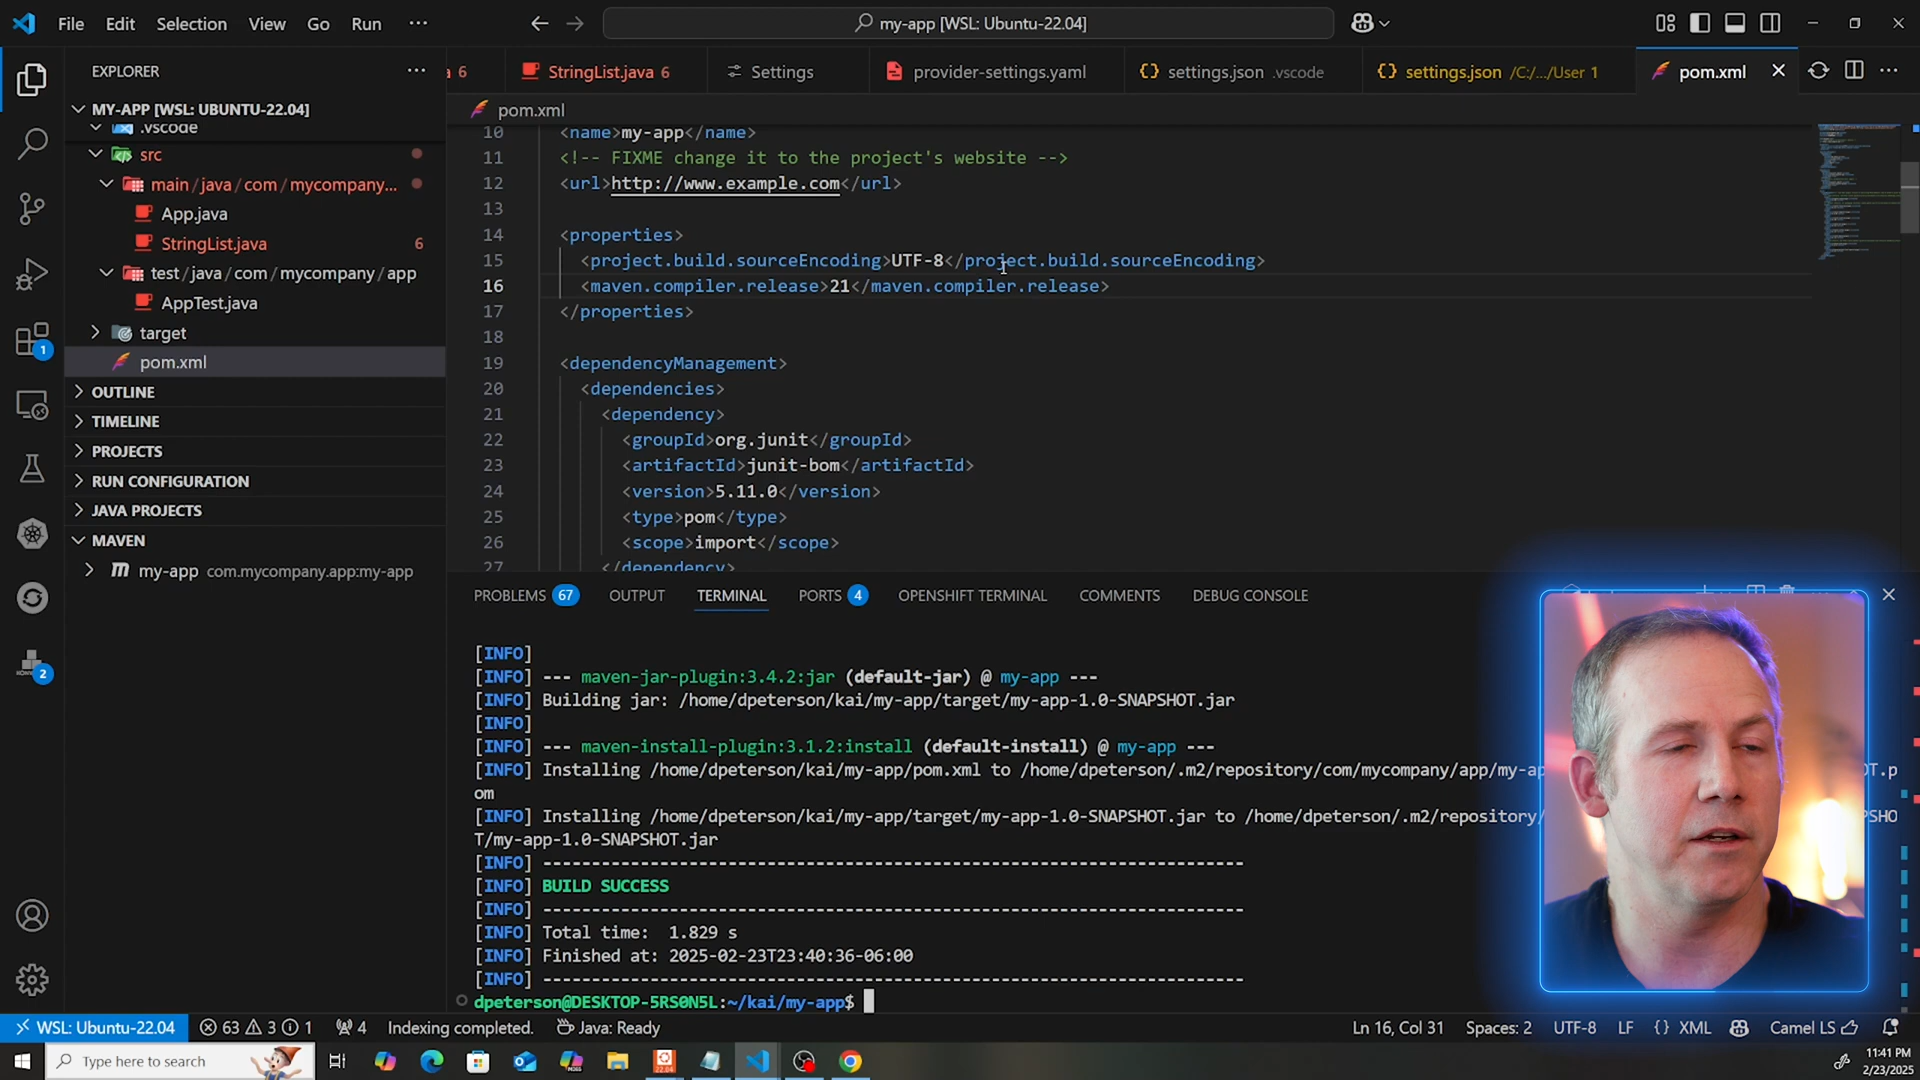 File Edit Selection View Go Run ···
my-app [WSL: Ubuntu-22.04]
EXPLORER
a 6
StringList.java 6
Settings
provider-settings.yaml
settings.json .vscode
settings.json /C:/.../User 1
pom.xml
MY-APP [WSL: UBUNTU-22.04]
.vscode
src
main/java/com/mycompany...
App.java
StringList.java 6
test/java/com/mycompany/app
AppTest.java
target
pom.xml
OUTLINE
TIMELINE
PROJECTS
RUN CONFIGURATION
JAVA PROJECTS
MAVEN
my-app com.mycompany.app:my-app
1
2
pom.xml
10 <name>my-app</name>
11 <!-- FIXME change it to the project's website -->
12 <url>http://www.example.com</url>
13
14 <properties>
15 <project.build.sourceEncoding>UTF-8</project.build.sourceEncoding>
16 <maven.compiler.release>21</maven.compiler.release>
17 </properties>
18
19 <dependencyManagement>
20 <dependencies>
21 <dependency>
22 <groupId>org.junit</groupId>
23 <artifactId>junit-bom</artifactId>
24 <version>5.11.0</version>
25 <type>pom</type>
26 <scope>import</scope>
27 </dependency>
PROBLEMS 67 OUTPUT TERMINAL PORTS 4 OPENSHIFT TERMINAL COMMENTS DEBUG CONSOLE
[INFO]
[INFO] --- maven-jar-plugin:3.4.2:jar (default-jar) @ my-app ---
[INFO] Building jar: /home/dpeterson/kai/my-app/target/my-app-1.0-SNAPSHOT.jar
[INFO]
[INFO] --- maven-install-plugin:3.1.2:install (default-install) @ my-app ---
[INFO] Installing /home/dpeterson/kai/my-app/pom.xml to /home/dpeterson/.m2/repository/com/mycompany/app/my-ap OT.p
om
[INFO] Installing /home/dpeterson/kai/my-app/target/my-app-1.0-SNAPSHOT.jar to /home/dpeterson/.m2/repository/ PSHO
T/my-app-1.0-SNAPSHOT.jar
[INFO] ------------------------------------------------------------------------
[INFO] BUILD SUCCESS
[INFO] ------------------------------------------------------------------------
[INFO] Total time:  1.829 s
[INFO] Finished at: 2025-02-23T23:40:36-06:00
[INFO] ------------------------------------------------------------------------
dpeterson@DESKTOP-5RS0N5L:~/kai/my-app$
WSL: Ubuntu-22.04 63 3 1 4 Indexing completed. Java: Ready Ln 16, Col 31 Spaces: 2 UTF-8 LF {} XML Camel LS
Type here to search
22.04
11:41 PM
2/23/2025